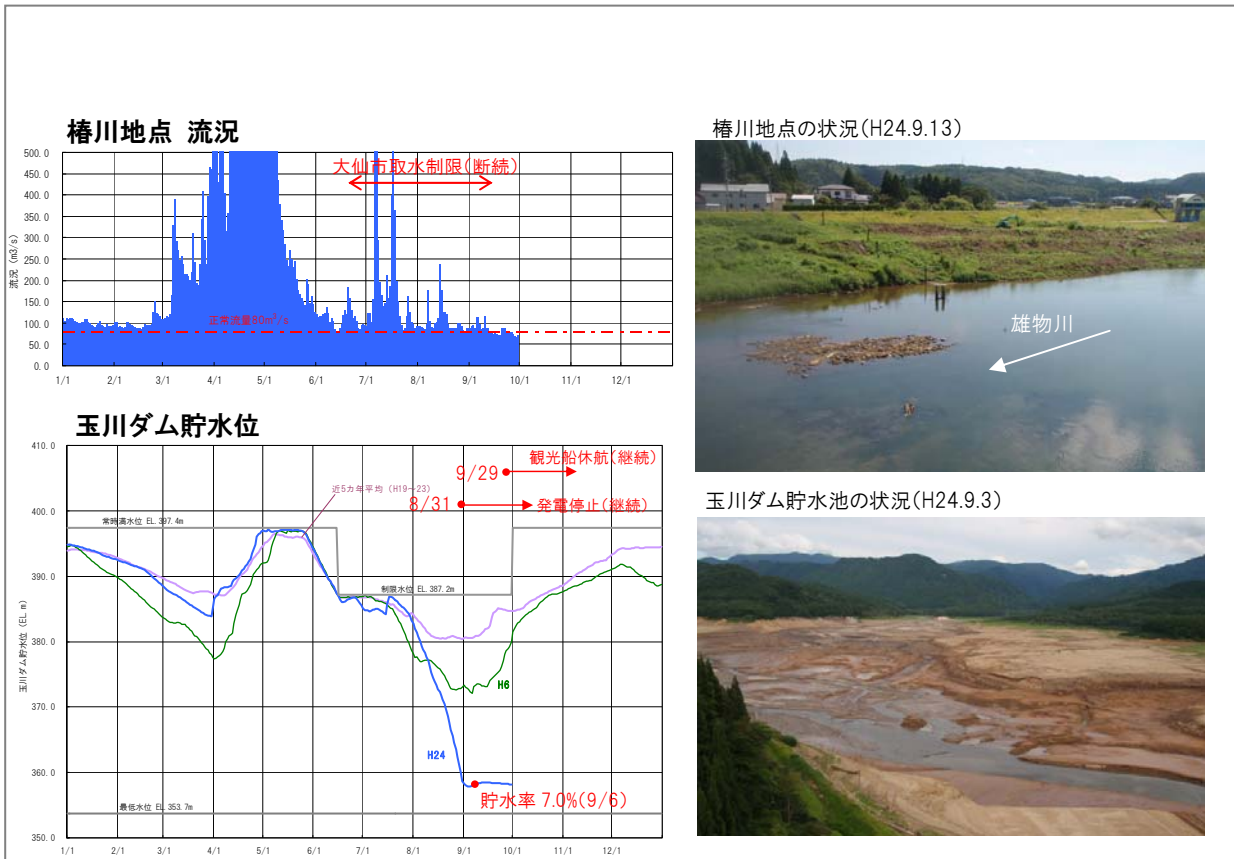 椿川地点 流況
500.0
450.0
400.0
350.0
300.0
250.0
200.0
150.0
100.0
50.0
0.0
流況 (m3/s)
大仙市取水制限(断続)
正常流量80m³/s
1/1 2/1 3/1 4/1 5/1 6/1 7/1 8/1 9/1 10/1 11/1 12/1
玉川ダム貯水位
410.0
400.0
390.0
380.0
370.0
360.0
350.0
玉川ダム貯水位 (EL m)
9/29 観光船休航(継続)
近5カ年平均 (H19~23)
8/31 発電停止(継続)
常時満水位 EL.397.4m
制限水位 EL.387.2m
H6
H24
貯水率 7.0%(9/6)
最低水位 EL.353.7m
1/1 2/1 3/1 4/1 5/1 6/1 7/1 8/1 9/1 10/1 11/1 12/1
椿川地点の状況(H24.9.13)
雄物川
玉川ダム貯水池の状況(H24.9.3)